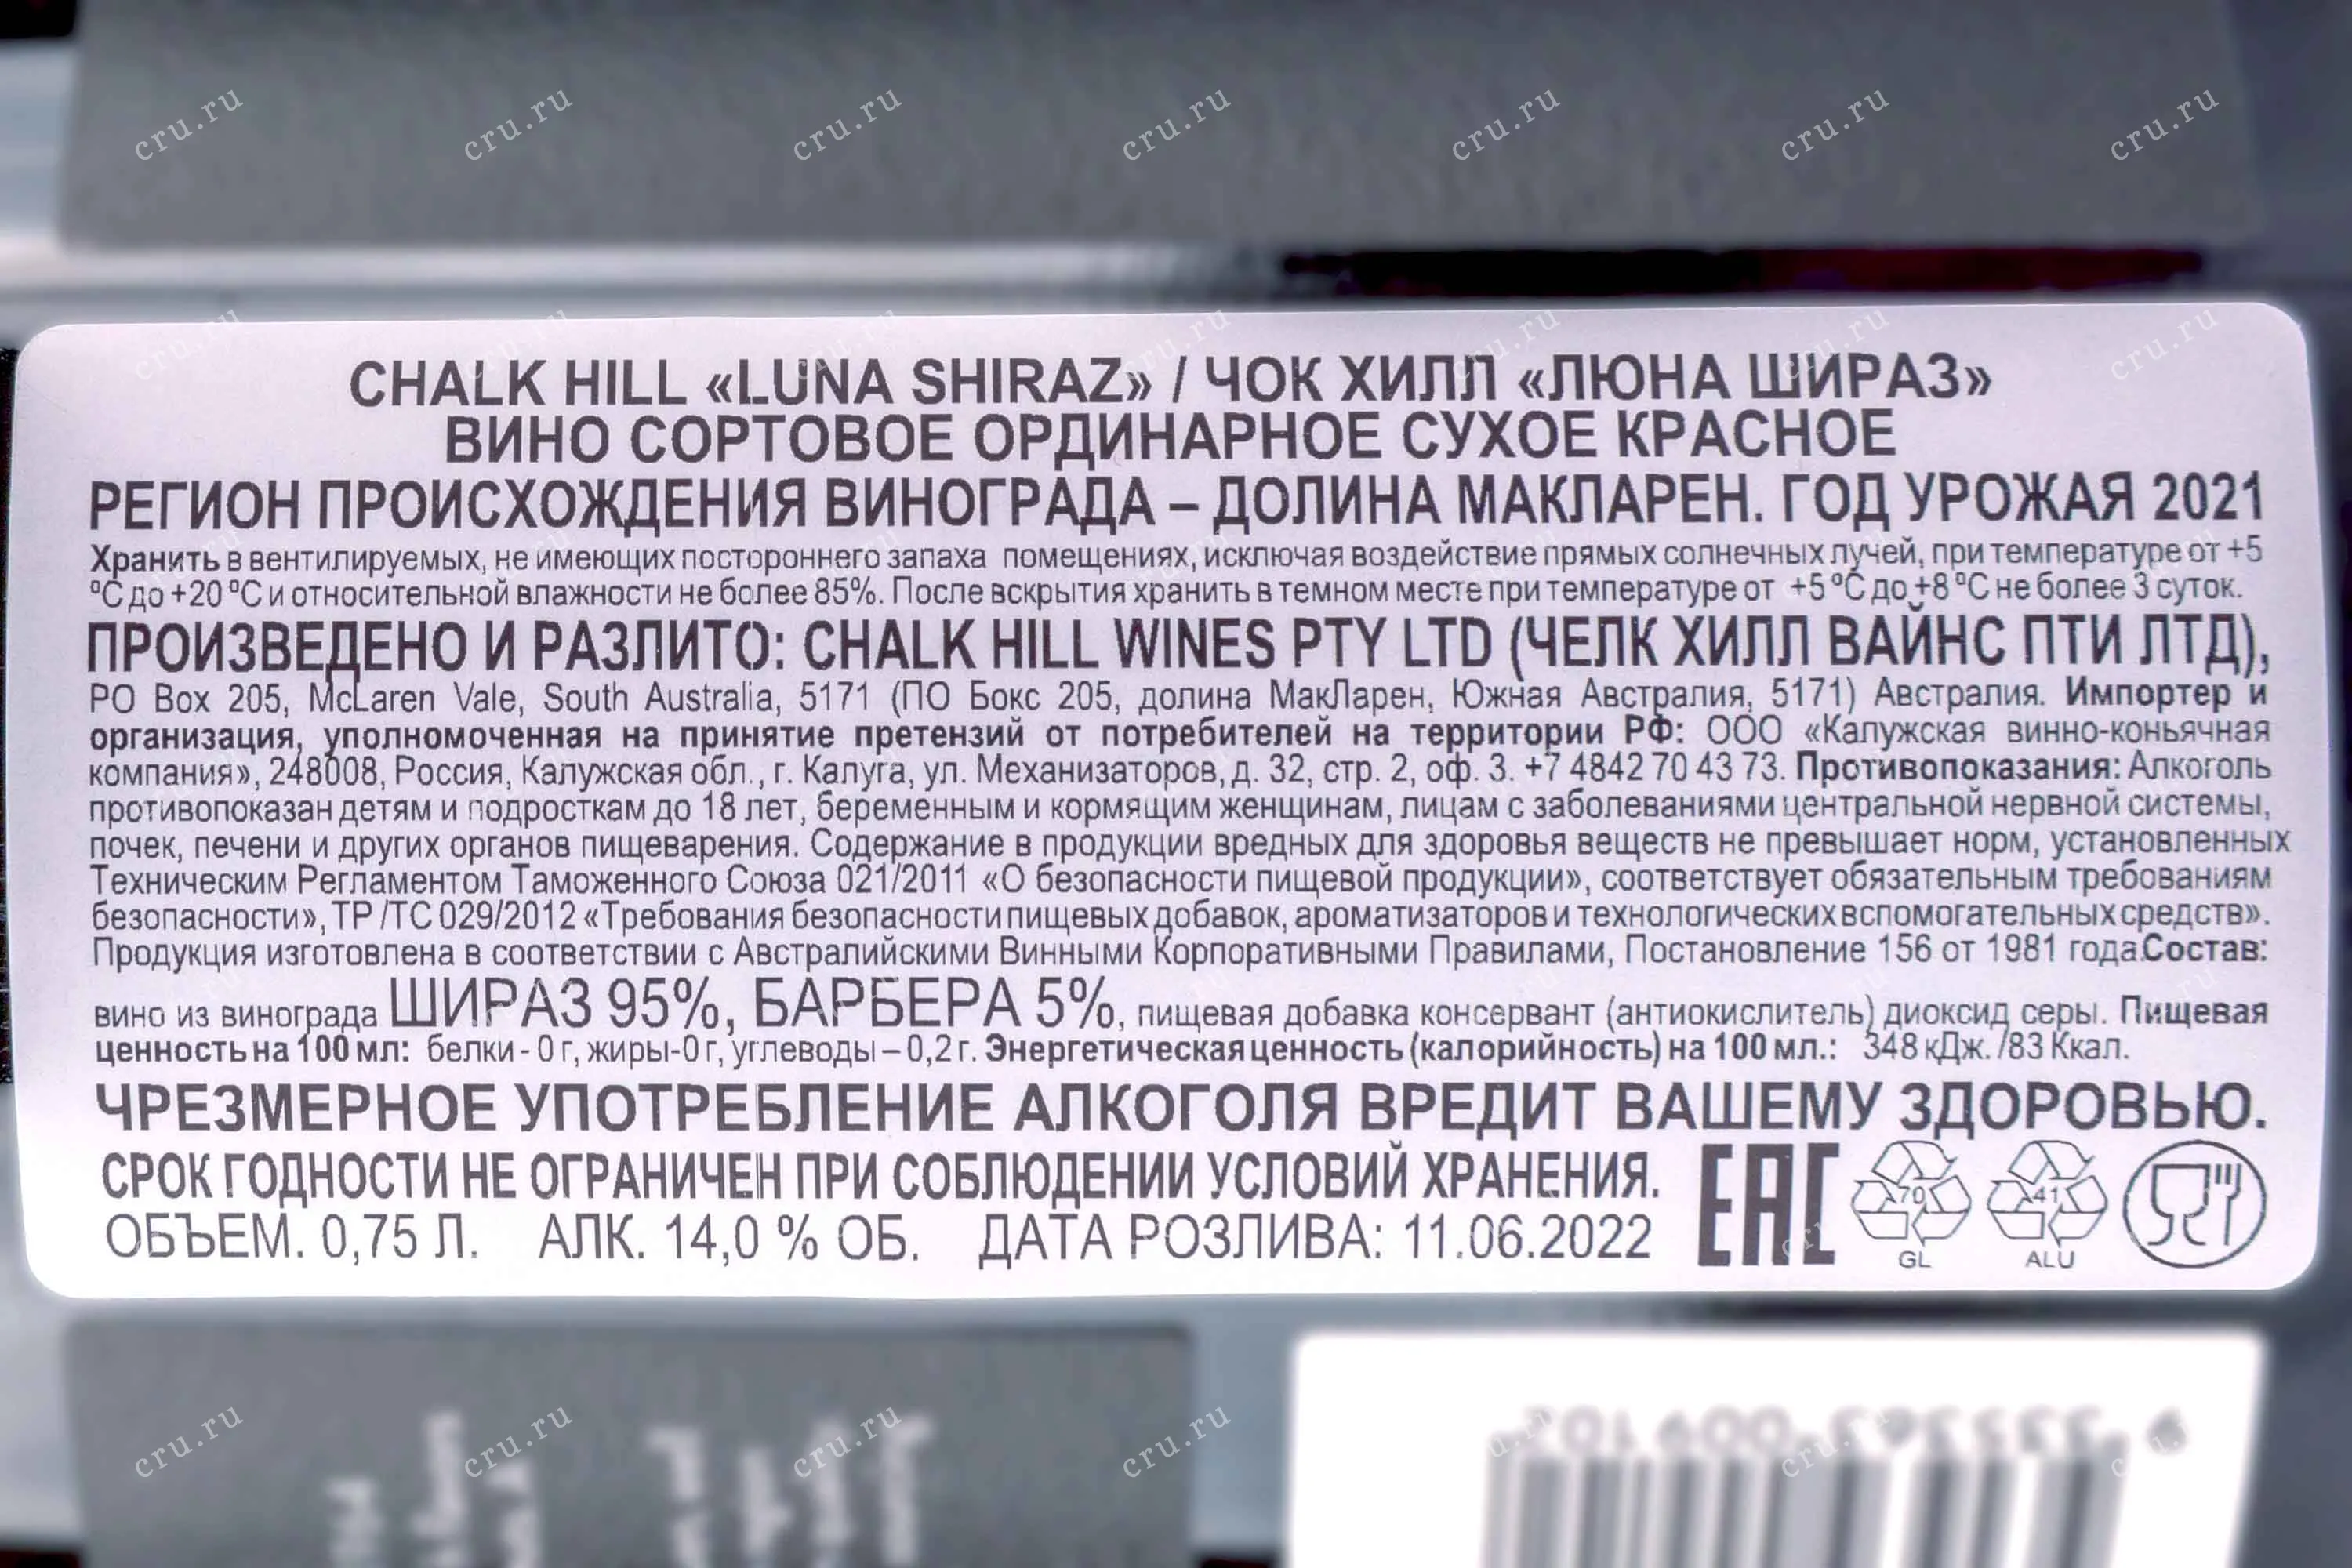 CHALK HILL «LUNA SHIRAZ» / ЧОК ХИЛЛ «ЛЮНА ШИРАЗ»
ВИНО СОРТОВОЕ ОРДИНАРНОЕ СУХОЕ КРАСНОЕ
РЕГИОН ПРОИСХОЖДЕНИЯ ВИНОГРАДА – ДОЛИНА МАКЛАРЕН. ГОД УРОЖАЯ 2021
Хранить в вентилируемых, не имеющих постороннего запаха помещениях, исключая воздействие прямых солнечных лучей, при температуре от +5
°С до +20 °С и относительной влажности не более 85%. После вскрытия хранить в темном месте при температуре от +5 °С до +8 °С не более 3 суток.
ПРОИЗВЕДЕНО И РАЗЛИТО: CHALK HILL WINES PTY LTD (ЧЕЛК ХИЛЛ ВАЙНС ПТИ ЛТД),
PO Box 205, McLaren Vale, South Australia, 5171 (ПО Бокс 205, долина МакЛарен, Южная Австралия, 5171) Австралия. Импортер и
организация, уполномоченная на принятие претензий от потребителей на территории РФ: ООО «Калужская винно-коньячная
компания», 248008, Россия, Калужская обл., г. Калуга, ул. Механизаторов, д. 32, стр. 2, оф. 3. +7 4842 70 43 73. Противопоказания: Алкоголь
противопоказан детям и подросткам до 18 лет, беременным и кормящим женщинам, лицам с заболеваниями центральной нервной системы,
почек, печени и других органов пищеварения. Содержание в продукции вредных для здоровья веществ не превышает норм, установленных
Техническим Регламентом Таможенного Союза 021/2011 «О безопасности пищевой продукции», соответствует обязательным требованиям
безопасности», ТР /ТС 029/2012 «Требования безопасности пищевых добавок, ароматизаторов и технологических вспомогательных средств».
Продукция изготовлена в соответствии с Австралийскими Винными Корпоративными Правилами, Постановление 156 от 1981 года.Состав:
вино из винограда ШИРАЗ 95%, БАРБЕРА 5%, пищевая добавка консервант (антиокислитель) диоксид серы. Пищевая
ценность на 100 мл: белки - 0 г, жиры-0 г, углеводы – 0,2 г. Энергетическая ценность (калорийность) на 100 мл.: 348 кДж. /83 Ккал.
ЧРЕЗМЕРНОЕ УПОТРЕБЛЕНИЕ АЛКОГОЛЯ ВРЕДИТ ВАШЕМУ ЗДОРОВЬЮ.
СРОК ГОДНОСТИ НЕ ОГРАНИЧЕН ПРИ СОБЛЮДЕНИИ УСЛОВИЙ ХРАНЕНИЯ.
ОБЪЕМ. 0,75 Л. АЛК. 14,0 % ОБ. ДАТА РОЗЛИВА: 11.06.2022
EAC
70 GL
41 ALU
cru.ru